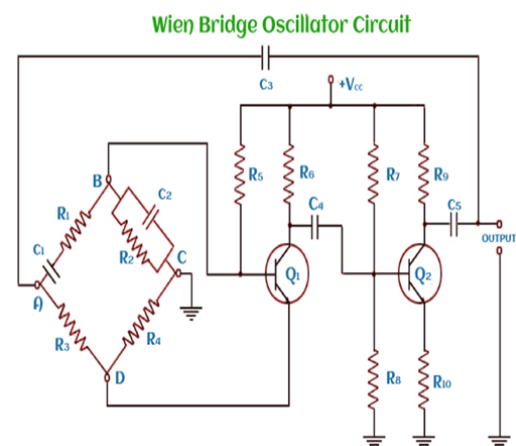 Wien Bridge Oscillator Circuit
C3
+Vcc
B
C2
R5
R6
R7
R9
R1
C4
C5
C1
R2
C
OUTPUT
Q1
Q2
A
R3
R4
D
R8
R10